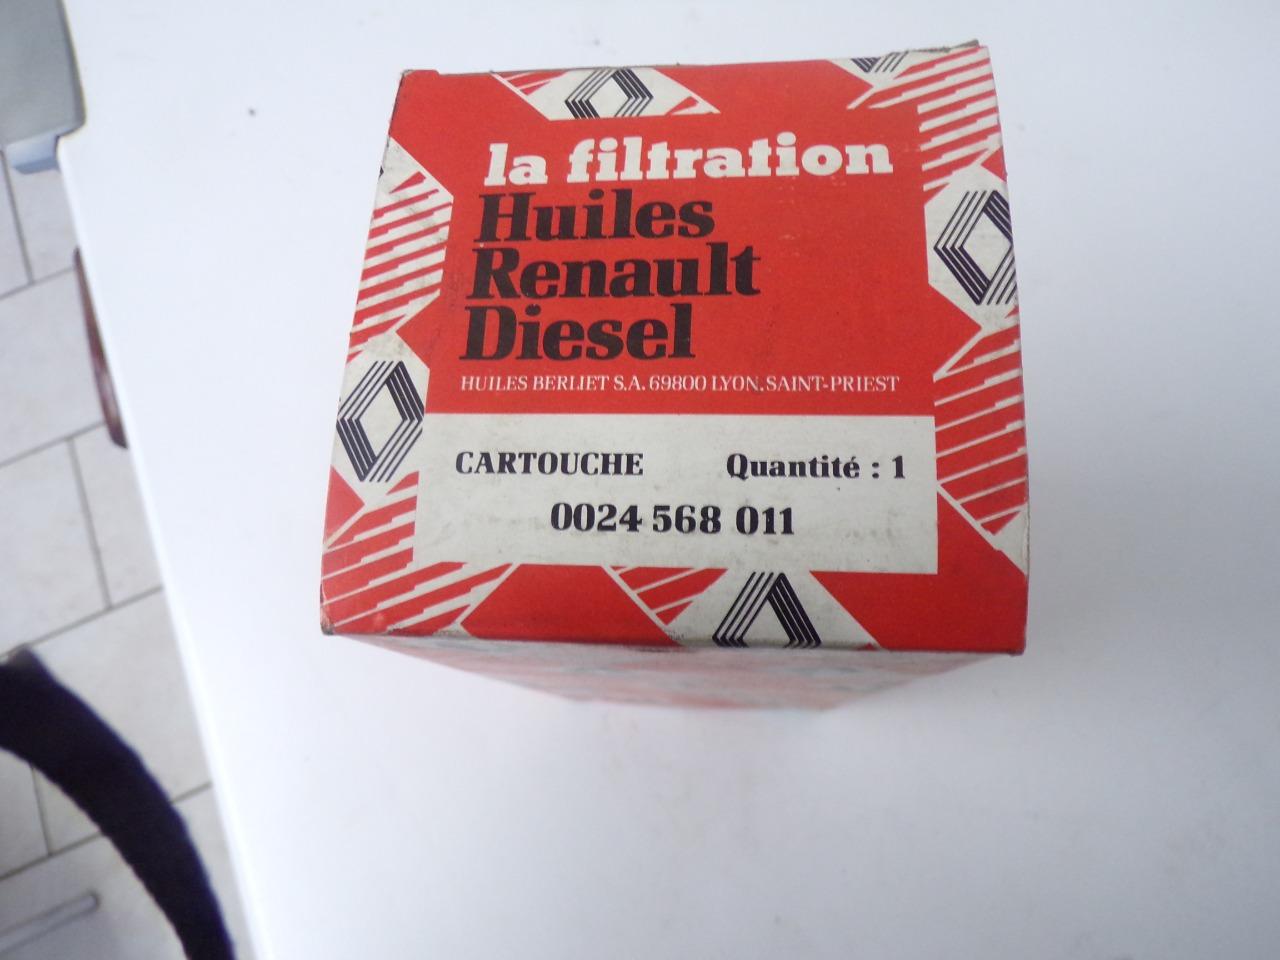 la filtration
Huiles
Renault
Diesel
HUILES BERLIET S.A. 69800 LYON.SAINT-PRIEST
CARTOUCHE Quantité : 1
0024 568 011